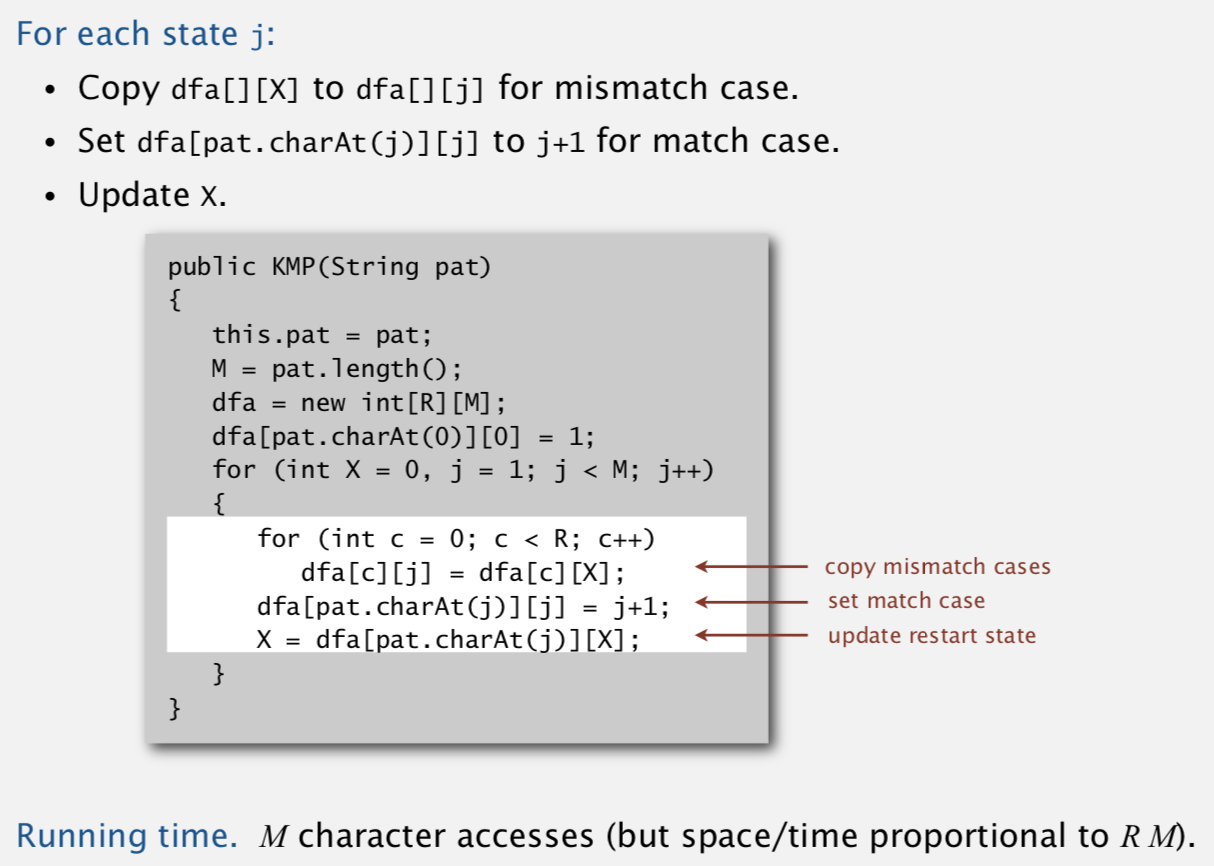 For each state j:
• Copy dfa[][X] to dfa[][j] for mismatch case.
• Set dfa[pat.charAt(j)][j] to j+1 for match case.
• Update X.
public KMP(String pat)
{
   this.pat = pat;
   M = pat.length();
   dfa = new int[R][M];
   dfa[pat.charAt(0)][0] = 1;
   for (int X = 0, j = 1; j < M; j++)
   {
      for (int c = 0; c < R; c++)
         dfa[c][j] = dfa[c][X]; copy mismatch cases
      dfa[pat.charAt(j)][j] = j+1; set match case
      X = dfa[pat.charAt(j)][X]; update restart state
   }
}
Running time. M character accesses (but space/time proportional to R M).